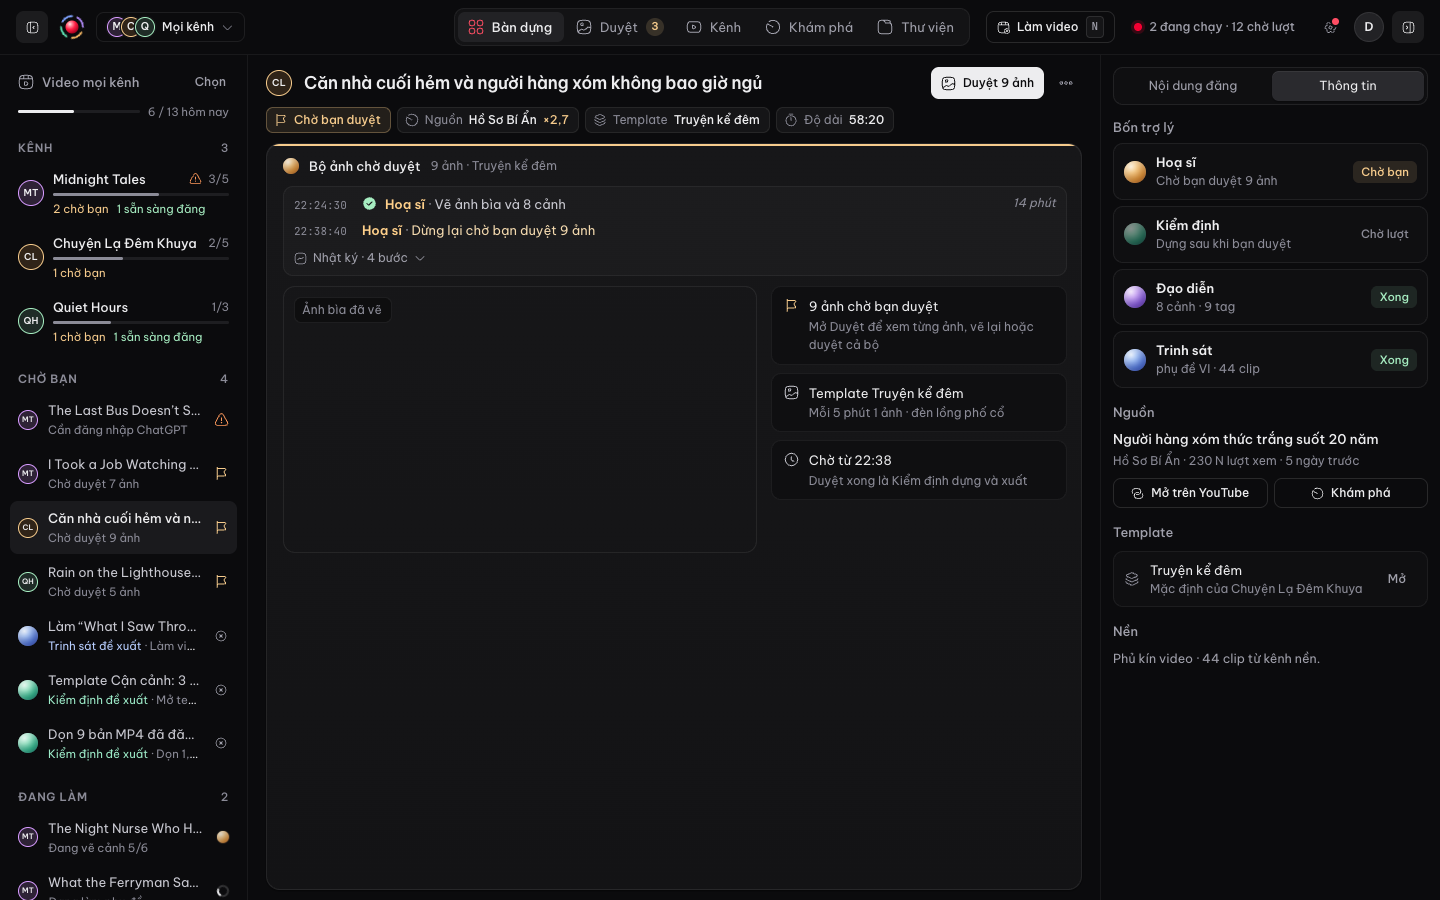 M C Q Mọi kênh
Bàn dựng
Duyệt 3
Kênh
Khám phá
Thư viện
Làm video N
2 đang chạy · 12 chờ lượt
D
Video mọi kênh Chọn
6 / 13 hôm nay
KÊNH 3
MT Midnight Tales 3/5
2 chờ bạn 1 sẵn sàng đăng
CL Chuyện Lạ Đêm Khuya 2/5
1 chờ bạn
QH Quiet Hours 1/3
1 chờ bạn 1 sẵn sàng đăng
CHỜ BẠN 4
MT The Last Bus Doesn't S...
Cần đăng nhập ChatGPT
MT I Took a Job Watching ...
Chờ duyệt 7 ảnh
CL Căn nhà cuối hẻm và n...
Chờ duyệt 9 ảnh
QH Rain on the Lighthouse...
Chờ duyệt 5 ảnh
Làm “What I Saw Thro...
Trinh sát đề xuất · Làm vi...
Template Cận cảnh: 3 ...
Kiểm định đề xuất · Mở te...
Dọn 9 bản MP4 đã đă...
Kiểm định đề xuất · Dọn 1,...
ĐANG LÀM 2
MT The Night Nurse Who H...
Đang vẽ cảnh 5/6
MT What the Ferryman Sa...
CL Căn nhà cuối hẻm và người hàng xóm không bao giờ ngủ
Duyệt 9 ảnh
Chờ bạn duyệt
Nguồn Hồ Sơ Bí Ẩn ×2,7
Template Truyện kể đêm
Độ dài 58:20
Bộ ảnh chờ duyệt 9 ảnh · Truyện kể đêm
22:24:30 Hoạ sĩ · Vẽ ảnh bìa và 8 cảnh 14 phút
22:38:40 Hoạ sĩ · Dừng lại chờ bạn duyệt 9 ảnh
Nhật ký · 4 bước
Ảnh bìa đã vẽ
9 ảnh chờ bạn duyệt
Mở Duyệt để xem từng ảnh, vẽ lại hoặc
duyệt cả bộ
Template Truyện kể đêm
Mỗi 5 phút 1 ảnh · đèn lồng phố cổ
Chờ từ 22:38
Duyệt xong là Kiểm định dựng và xuất
Nội dung đăng
Thông tin
Bốn trợ lý
Hoạ sĩ
Chờ bạn duyệt 9 ảnh
Chờ bạn
Kiểm định
Dựng sau khi bạn duyệt
Chờ lượt
Đạo diễn
8 cảnh · 9 tag
Xong
Trinh sát
phụ đề VI · 44 clip
Xong
Nguồn
Người hàng xóm thức trắng suốt 20 năm
Hồ Sơ Bí Ẩn · 230 N lượt xem · 5 ngày trước
Mở trên YouTube
Khám phá
Template
Truyện kể đêm
Mặc định của Chuyện Lạ Đêm Khuya
Mở
Nền
Phủ kín video · 44 clip từ kênh nền.